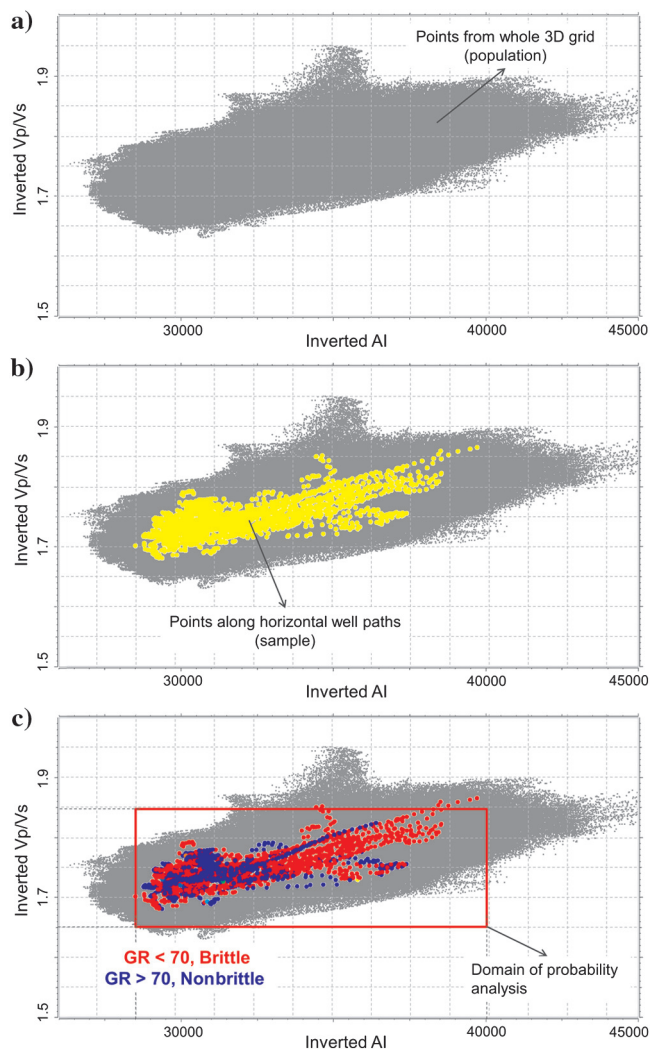 a)
Points from whole 3D grid
(population)
Inverted Vp/Vs
1.9
1.7
1.5
30000
40000
45000
Inverted AI
b)
Inverted Vp/Vs
1.9
1.7
1.5
Points along horizontal well paths
(sample)
30000
40000
45000
Inverted AI
c)
Inverted Vp/Vs
1.9
1.7
1.5
GR < 70, Brittle
GR > 70, Nonbrittle
Domain of probability
analysis
30000
40000
45000
Inverted AI